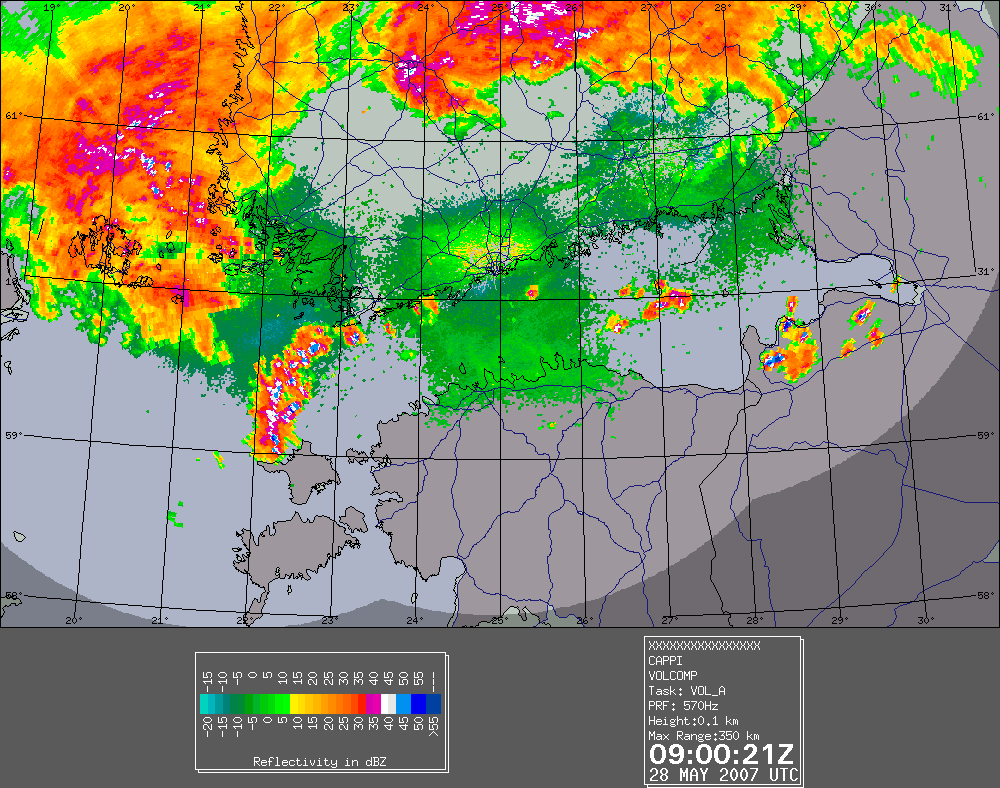 19° 20° 21° 22° 23° 24° 25° 26° 27° 28° 29° 30° 31°
61° 61°
31°
59° 59°
58° 58°
20° 21° 22° 23° 24° 25° 26° 27° 28° 29° 30°
-15 -10 -5 0 5 10 15 20 25 30 35 40 45 50 55 --
-20 -15 -10 -5 0 5 10 15 20 25 30 35 40 45 50 >55
Reflectivity in dBZ
XXXXXXXXXXXXXXXX
CAPPI
VOLCOMP
Task: VOL_A
PRF: 570Hz
Height:0.1 km
Max Range:350 km
09:00:21Z
28 MAY 2007 UTC